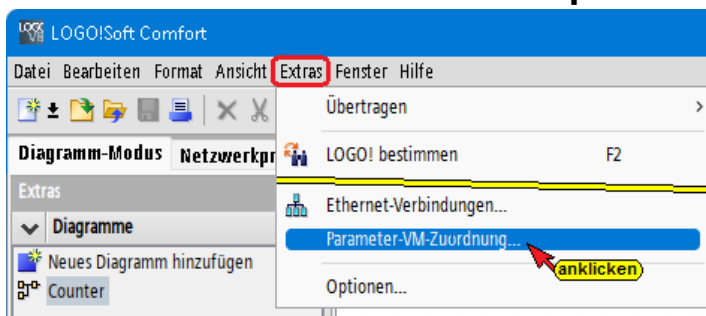 LOGO!Soft Comfort
Datei Bearbeiten Format Ansicht Extras Fenster Hilfe
Übertragen
Diagramm-Modus Netzwerkpr
LOGO! bestimmen F2
Extras
Ethernet-Verbindungen...
Diagramme
Parameter-VM-Zuordnung...
anklicken
Neues Diagramm hinzufügen
Counter
Optionen...